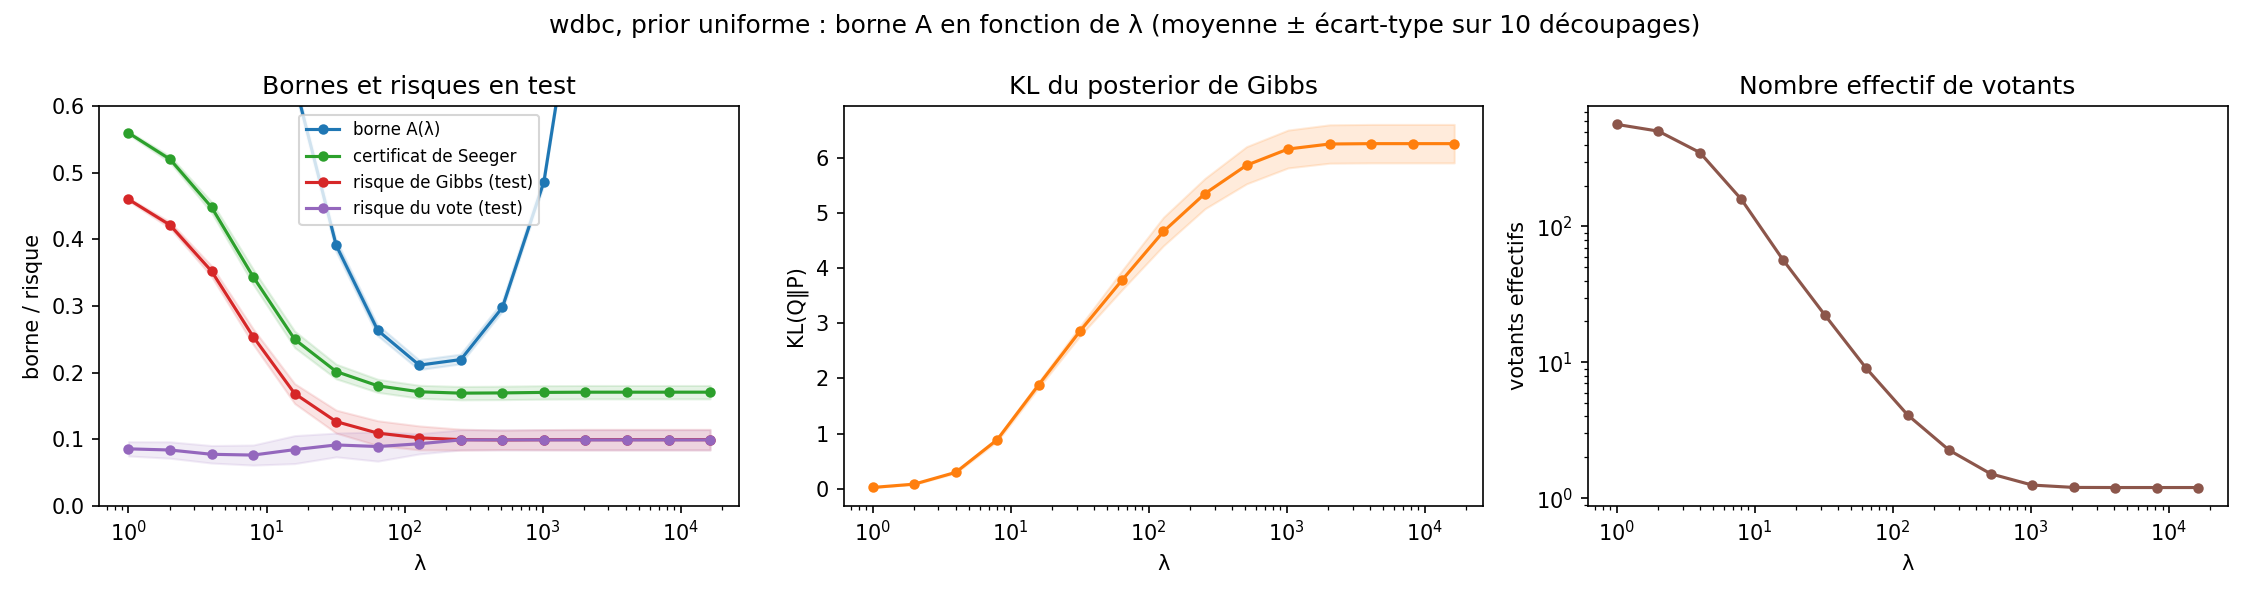 wdbc, prior uniforme : borne A en fonction de λ (moyenne ± écart-type sur 10 découpages)
Bornes et risques en test
borne / risque
0.6
0.5
0.4
0.3
0.2
0.1
0.0
borne A(λ)
certificat de Seeger
risque de Gibbs (test)
risque du vote (test)
10⁰ 10¹ 10² 10³ 10⁴
λ
KL du posterior de Gibbs
KL(Q‖P)
6
5
4
3
2
1
0
10⁰ 10¹ 10² 10³ 10⁴
λ
Nombre effectif de votants
votants effectifs
10²
10¹
10⁰
10⁰ 10¹ 10² 10³ 10⁴
λ